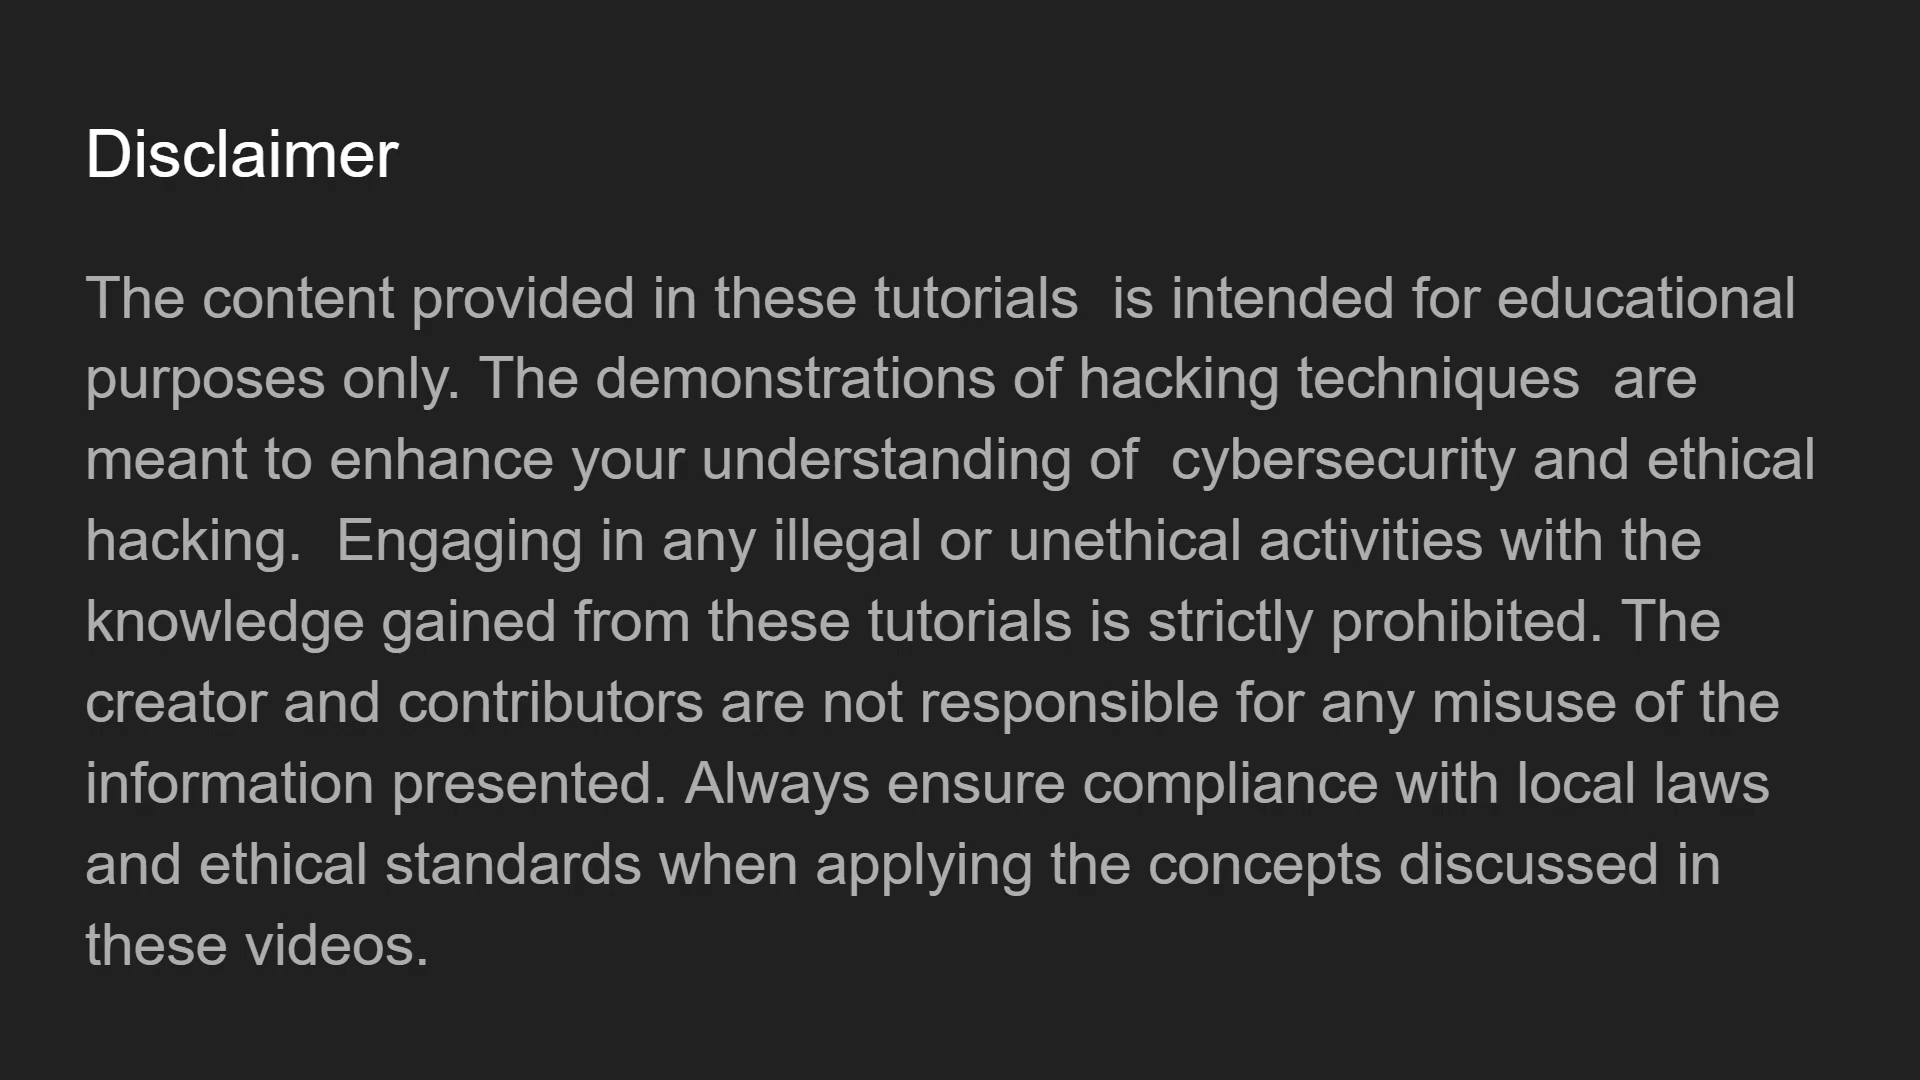 Disclaimer
The content provided in these tutorials  is intended for educational
purposes only. The demonstrations of hacking techniques  are
meant to enhance your understanding of  cybersecurity and ethical
hacking.  Engaging in any illegal or unethical activities with the
knowledge gained from these tutorials is strictly prohibited. The
creator and contributors are not responsible for any misuse of the
information presented. Always ensure compliance with local laws
and ethical standards when applying the concepts discussed in
these videos.